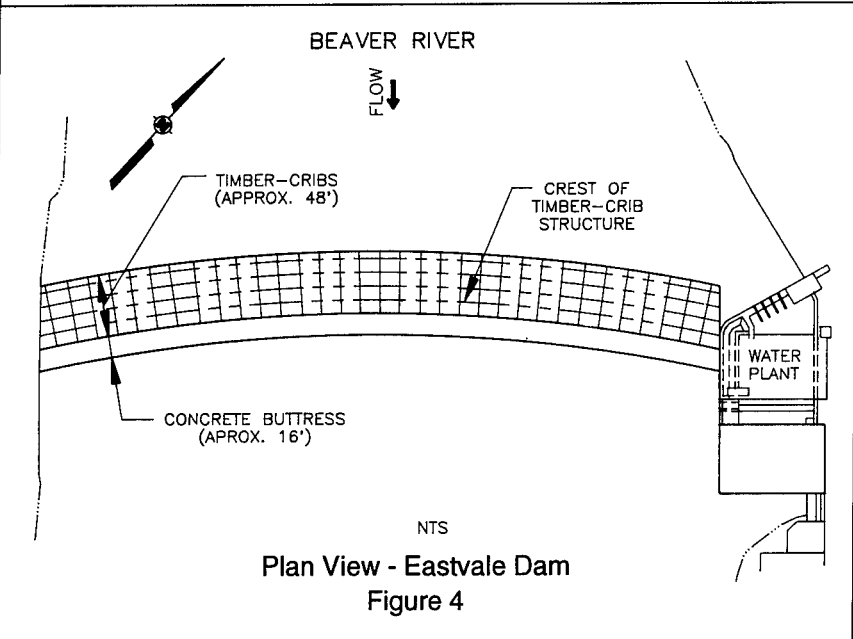 BEAVER RIVER
FLOW
TIMBER-CRIBS
(APPROX. 48')
CREST OF
TIMBER-CRIB
STRUCTURE
WATER
PLANT
CONCRETE BUTTRESS
(APROX. 16')
NTS
Plan View - Eastvale Dam
Figure 4